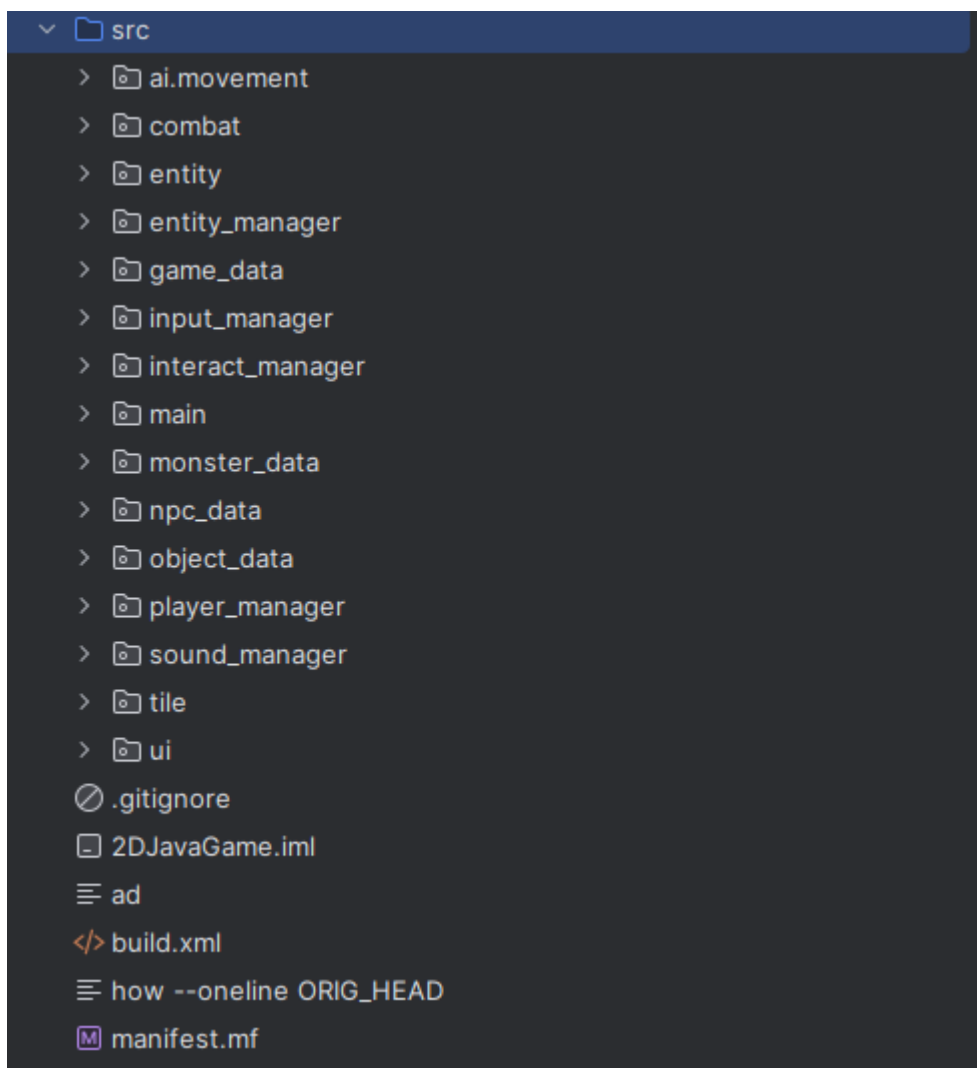 src
ai.movement
combat
entity
entity_manager
game_data
input_manager
interact_manager
main
monster_data
npc_data
object_data
player_manager
sound_manager
tile
ui
.gitignore
2DJavaGame.iml
ad
</> build.xml
how --oneline ORIG_HEAD
M manifest.mf